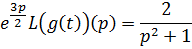 e^{\frac{3p}{2}} L(g(t))(p) = \frac{2}{p^2 + 1}